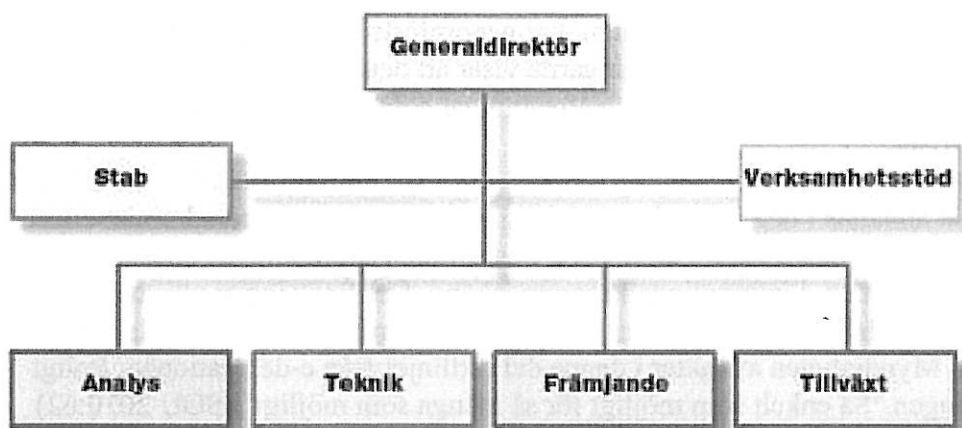 Generaldirektör
Stab
Verksamhetsstöd
Analys
Teknik
Främjande
Tillväxt